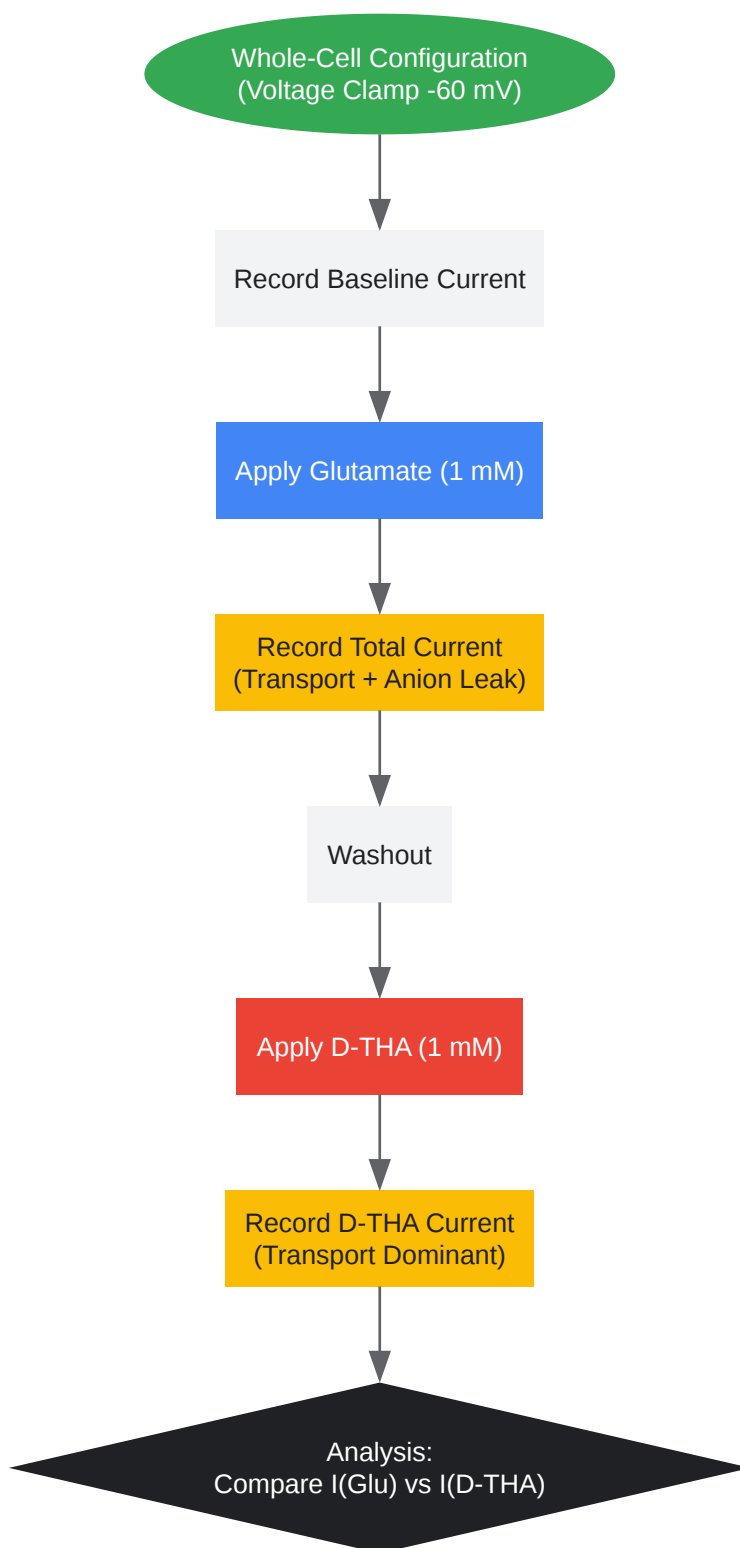 Whole-Cell Configuration
(Voltage Clamp -60 mV)
Record Baseline Current
Apply Glutamate (1 mM)
Record Total Current
(Transport + Anion Leak)
Washout
Apply D-THA (1 mM)
Record D-THA Current
(Transport Dominant)
Analysis:
Compare I(Glu) vs I(D-THA)